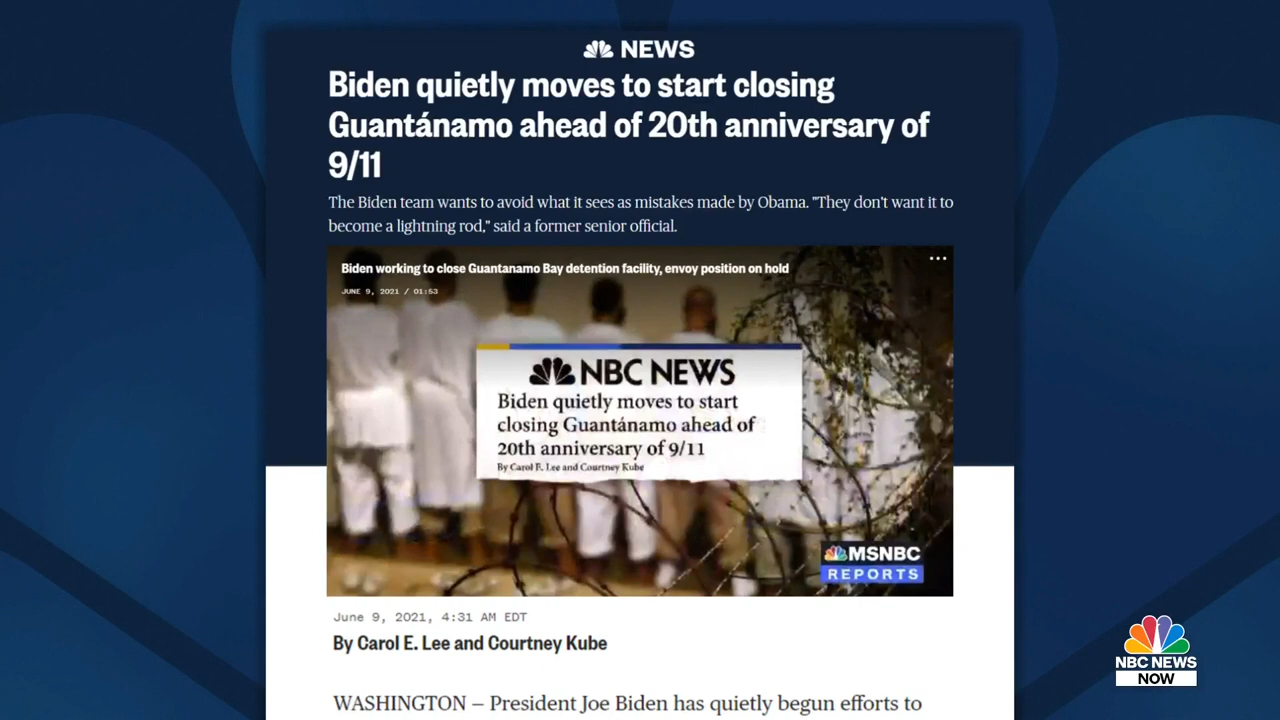 NEWS
Biden quietly moves to start closing
Guantánamo ahead of 20th anniversary of
9/11
The Biden team wants to avoid what it sees as mistakes made by Obama. "They don't want it to
become a lightning rod," said a former senior official.
Biden working to close Guantanamo Bay detention facility, envoy position on hold
JUNE 9, 2021 / 01:53
NBC NEWS
Biden quietly moves to start
closing Guantánamo ahead of
20th anniversary of 9/11
By Carol E. Lee and Courtney Kube
MSNBC
REPORTS
June 9, 2021, 4:31 AM EDT
By Carol E. Lee and Courtney Kube
WASHINGTON — President Joe Biden has quietly begun efforts to
NBC NEWS
NOW